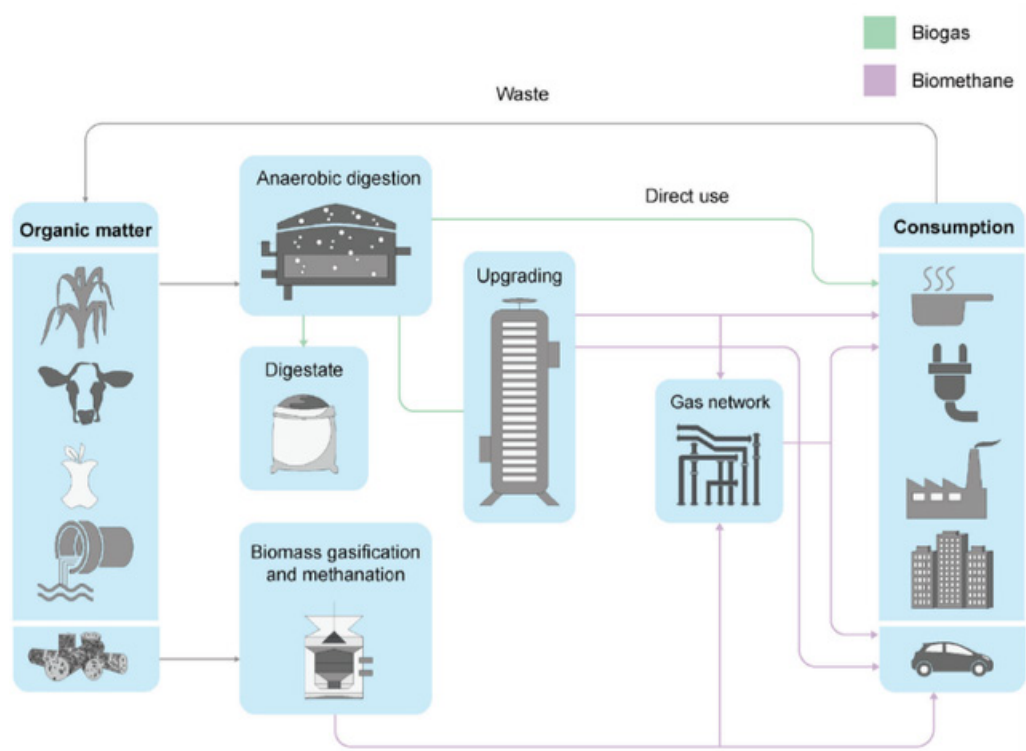 Biogas
Biomethane
Waste
Anaerobic digestion
Direct use
Organic matter
Consumption
Upgrading
Digestate
Gas network
Biomass gasification
and methanation